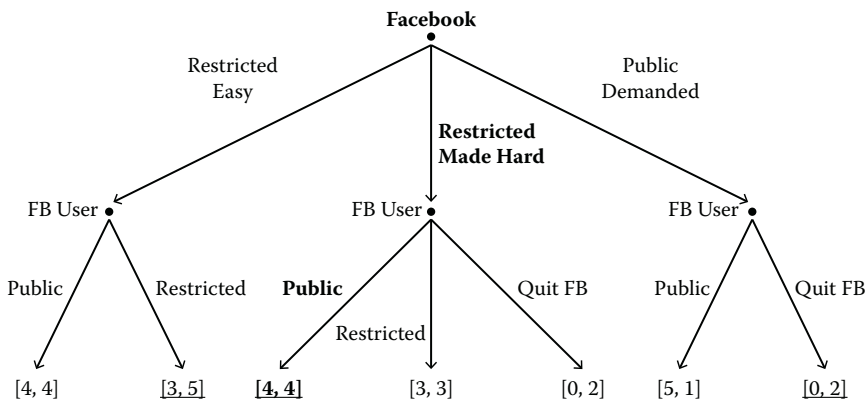 Facebook
Restricted
Easy
Public
Demanded
Restricted
Made Hard
FB User
FB User
FB User
Public
Restricted
Public
Restricted
Quit FB
Public
Quit FB
[4, 4]
[3, 5]
[4, 4]
[3, 3]
[0, 2]
[5, 1]
[0, 2]